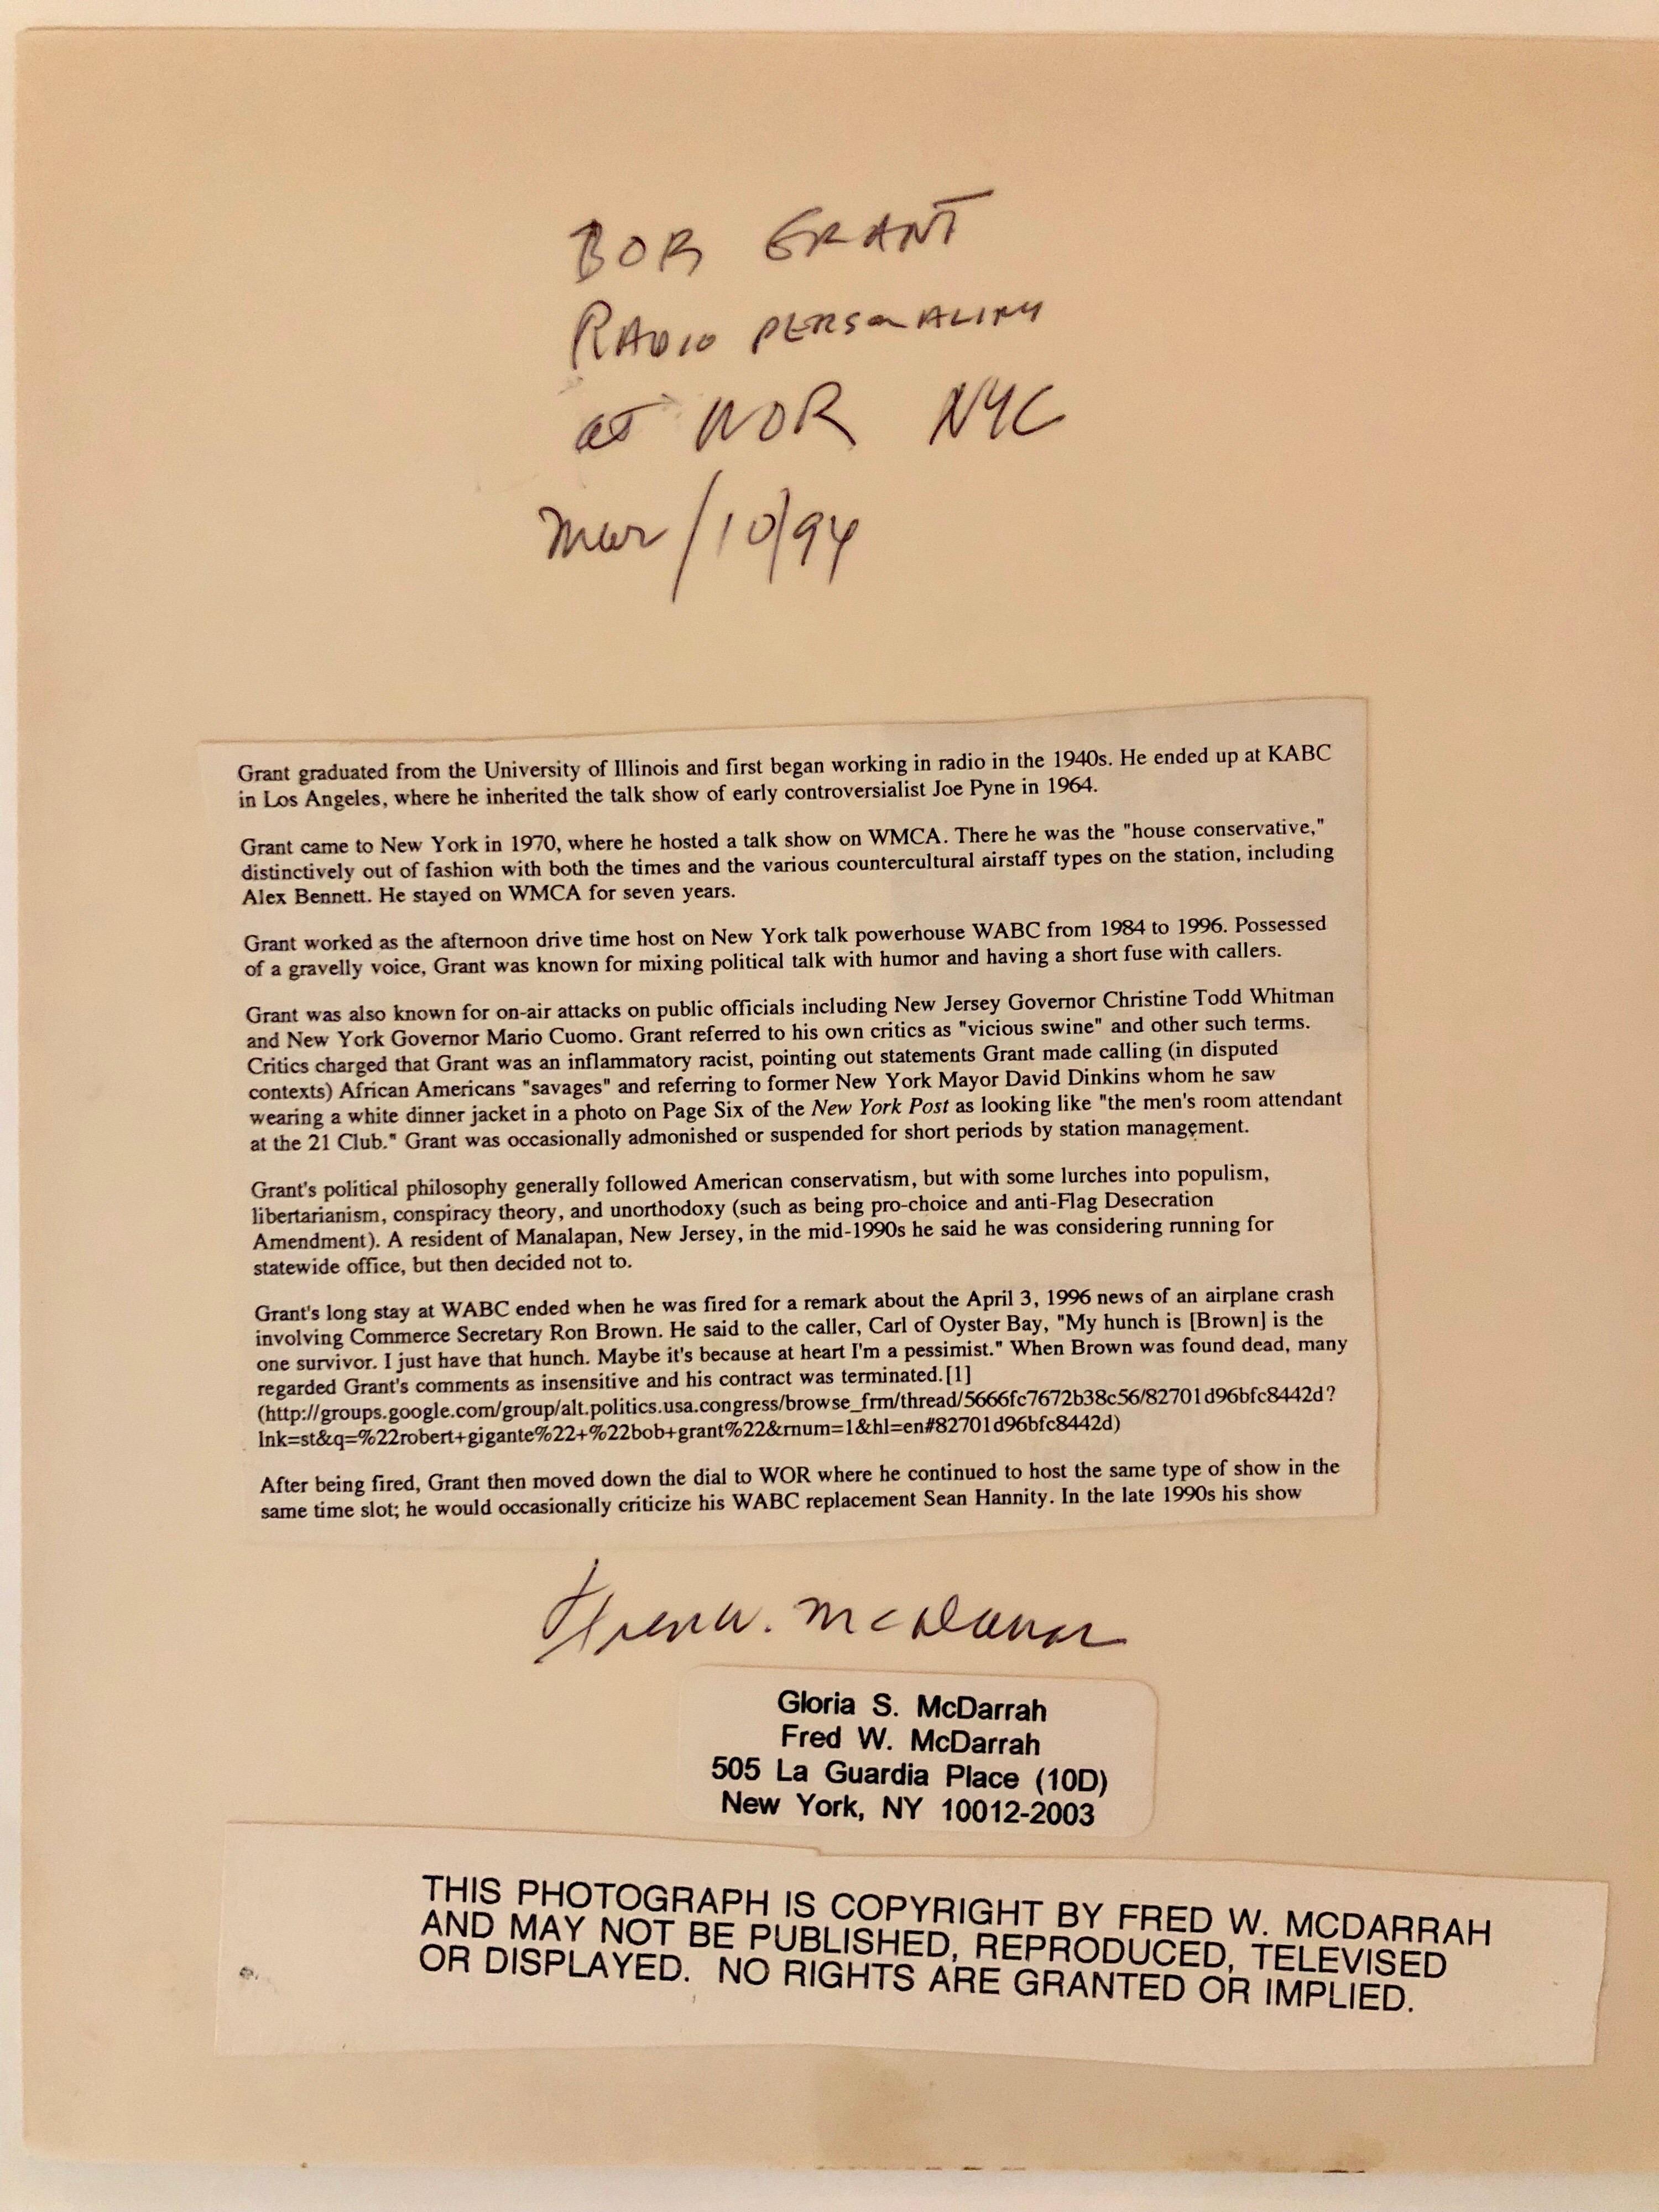 BOB GRANT
RADIO PERSONALITY
at WOR NYC
Mar/10/94
Grant graduated from the University of Illinois and first began working in radio in the 1940s. He ended up at KABC
in Los Angeles, where he inherited the talk show of early controversialist Joe Pyne in 1964.
Grant came to New York in 1970, where he hosted a talk show on WMCA. There he was the "house conservative,"
distinctively out of fashion with both the times and the various countercultural airstaff types on the station, including
Alex Bennett. He stayed on WMCA for seven years.
Grant worked as the afternoon drive time host on New York talk powerhouse WABC from 1984 to 1996. Possessed
of a gravelly voice, Grant was known for mixing political talk with humor and having a short fuse with callers.
Grant was also known for on-air attacks on public officials including New Jersey Governor Christine Todd Whitman
and New York Governor Mario Cuomo. Grant referred to his own critics as "vicious swine" and other such terms.
Critics charged that Grant was an inflammatory racist, pointing out statements Grant made calling (in disputed
contexts) African Americans "savages" and referring to former New York Mayor David Dinkins whom he saw
wearing a white dinner jacket in a photo on Page Six of the New York Post as looking like "the men's room attendant
at the 21 Club." Grant was occasionally admonished or suspended for short periods by station management.
Grant's political philosophy generally followed American conservatism, but with some lurches into populism,
libertarianism, conspiracy theory, and unorthodoxy (such as being pro-choice and anti-Flag Desecration
Amendment). A resident of Manalapan, New Jersey, in the mid-1990s he said he was considering running for
statewide office, but then decided not to.
Grant's long stay at WABC ended when he was fired for a remark about the April 3, 1996 news of an airplane crash
involving Commerce Secretary Ron Brown. He said to the caller, Carl of Oyster Bay, "My hunch is [Brown] is the
one survivor. I just have that hunch. Maybe it's because at heart I'm a pessimist." When Brown was found dead, many
regarded Grant's comments as insensitive and his contract was terminated.[1]
(http://groups.google.com/group/alt.politics.usa.congress/browse_frm/thread/5666fc7672b38c56/82701d96bfc8442d?
lnk=st&q=%22robert+gigante%22+%22bob+grant%22&rnum=1&hl=en#82701d96bfc8442d)
After being fired, Grant then moved down the dial to WOR where he continued to host the same type of show in the
same time slot; he would occasionally criticize his WABC replacement Sean Hannity. In the late 1990s his show
Fred W. McDarrah
Gloria S. McDarrah
Fred W. McDarrah
505 La Guardia Place (10D)
New York, NY 10012-2003
THIS PHOTOGRAPH IS COPYRIGHT BY FRED W. MCDARRAH
AND MAY NOT BE PUBLISHED, REPRODUCED, TELEVISED
OR DISPLAYED. NO RIGHTS ARE GRANTED OR IMPLIED.